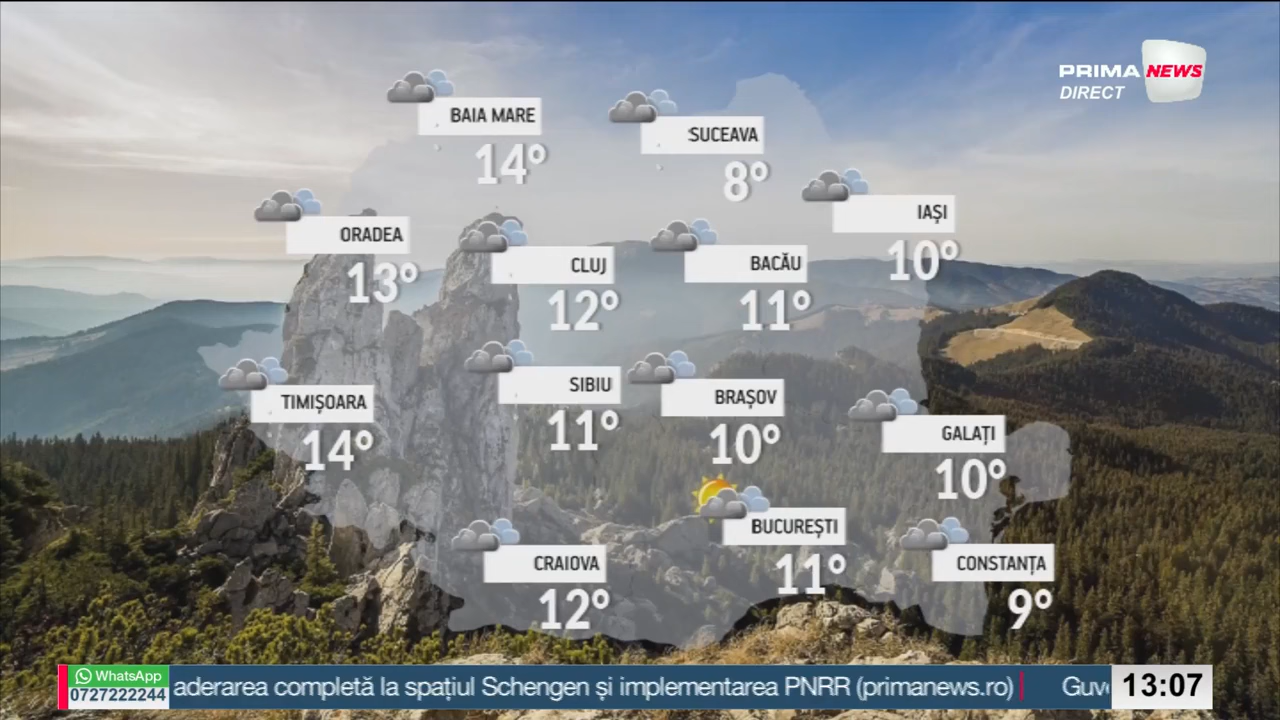 PRIMA NEWS
DIRECT
BAIA MARE
14°
SUCEAVA
8°
IAȘI
10°
ORADEA
13°
CLUJ
12°
BACĂU
11°
TIMIȘOARA
14°
SIBIU
11°
BRAȘOV
10°
GALAȚI
10°
BUCUREȘTI
11°
CRAIOVA
12°
CONSTANȚA
9°
WhatsApp
0727222244
aderarea completă la spațiul Schengen și implementarea PNRR (primanews.ro) |
13:07